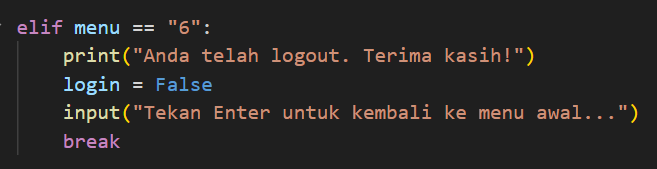 elif menu == "6":
    print("Anda telah logout. Terima kasih!")
    login = False
    input("Tekan Enter untuk kembali ke menu awal...")
    break